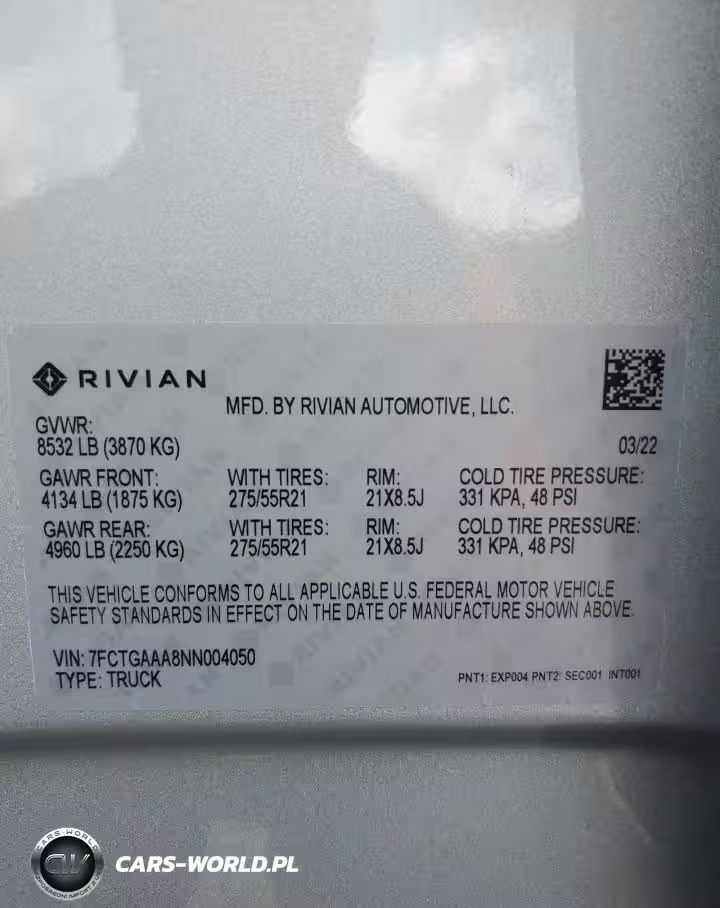 RIVIAN
MFD. BY RIVIAN AUTOMOTIVE, LLC.
GVWR:
8532 LB (3870 KG)
03/22
GAWR FRONT: WITH TIRES: RIM: COLD TIRE PRESSURE:
4134 LB (1875 KG) 275/55R21 21X8.5J 331 KPA, 48 PSI
GAWR REAR: WITH TIRES: RIM: COLD TIRE PRESSURE:
4960 LB (2250 KG) 275/55R21 21X8.5J 331 KPA, 48 PSI
THIS VEHICLE CONFORMS TO ALL APPLICABLE U.S. FEDERAL MOTOR VEHICLE
SAFETY STANDARDS IN EFFECT ON THE DATE OF MANUFACTURE SHOWN ABOVE.
VIN: 7FCTGAAA8NN004050
TYPE: TRUCK
PNT1: EXP004 PNT2: SEC001 INT001
CARS-WORLD
CW
CARS-WORLD.PL